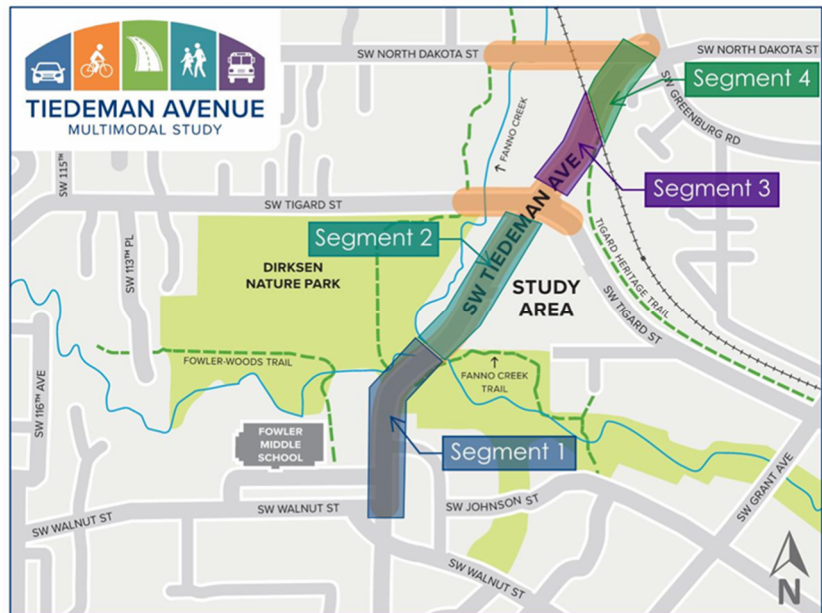 TIEDEMAN AVENUE
MULTIMODAL STUDY
SW NORTH DAKOTA ST
SW NORTH DAKOTA ST
Segment 4
SW GREENBURG RD
↑ FANNO CREEK
SW 115TH
Segment 3
SW TIGARD ST
SW 113TH PL
Segment 2
SW TIEDEMAN AVE
DIRKSEN
NATURE PARK
STUDY
AREA
TIGARD HERITAGE TRAIL
SW TIGARD ST
FOWLER-WOODS TRAIL
↑
FANNO CREEK
TRAIL
SW 116TH AVE
FOWLER
MIDDLE
SCHOOL
Segment 1
SW GRANT AVE
SW WALNUT ST
SW WALNUT ST
SW JOHNSON ST
SW WALNUT ST
N